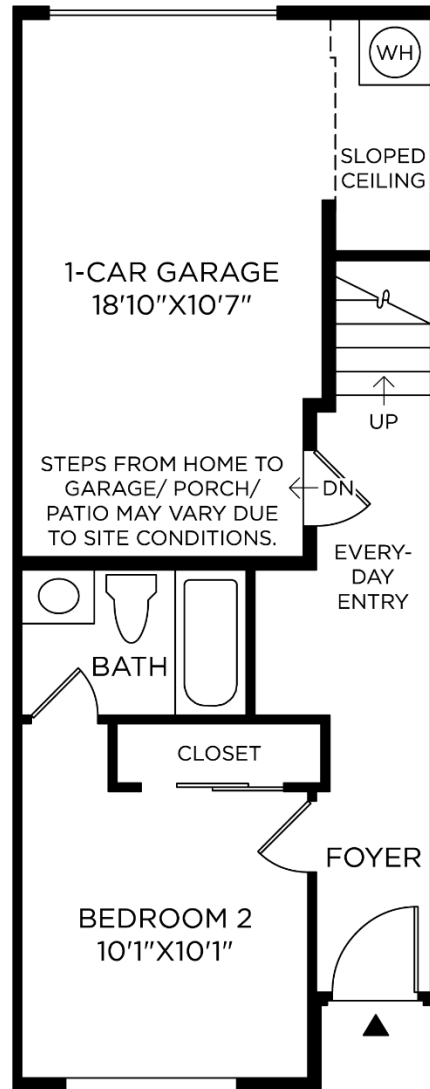 WH
SLOPED
CEILING
1-CAR GARAGE
18'10"X10'7"
UP
STEPS FROM HOME TO
GARAGE/ PORCH/
PATIO MAY VARY DUE
TO SITE CONDITIONS.
DN
EVERY-
DAY
ENTRY
BATH
CLOSET
FOYER
BEDROOM 2
10'1"X10'1"